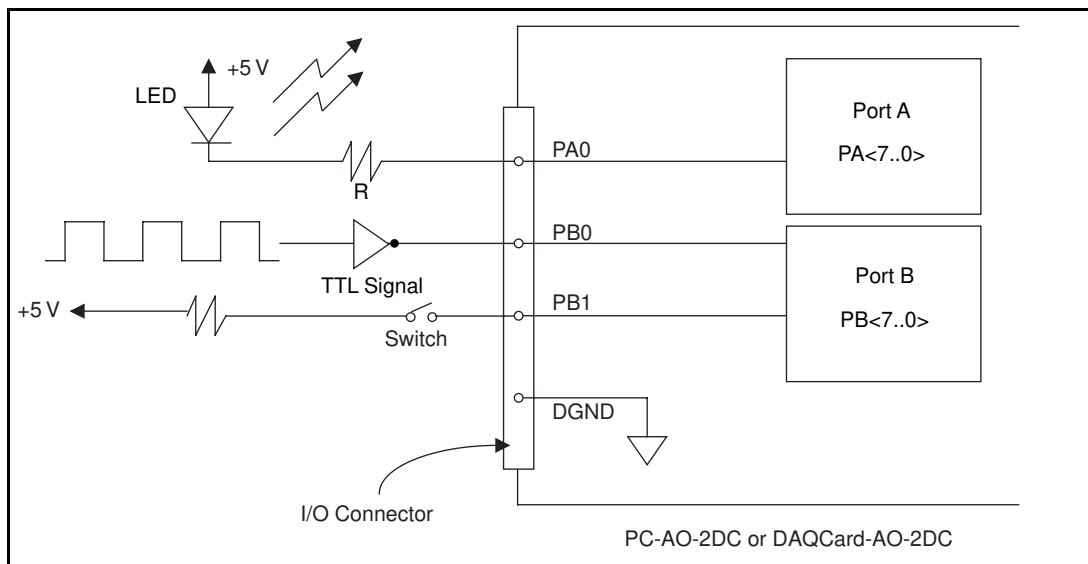 +5 V
LED
Port A
PA<7..0>
PA0
R
PB0
TTL Signal
Port B
PB<7..0>
+5 V
PB1
Switch
DGND
I/O Connector
PC-AO-2DC or DAQCard-AO-2DC